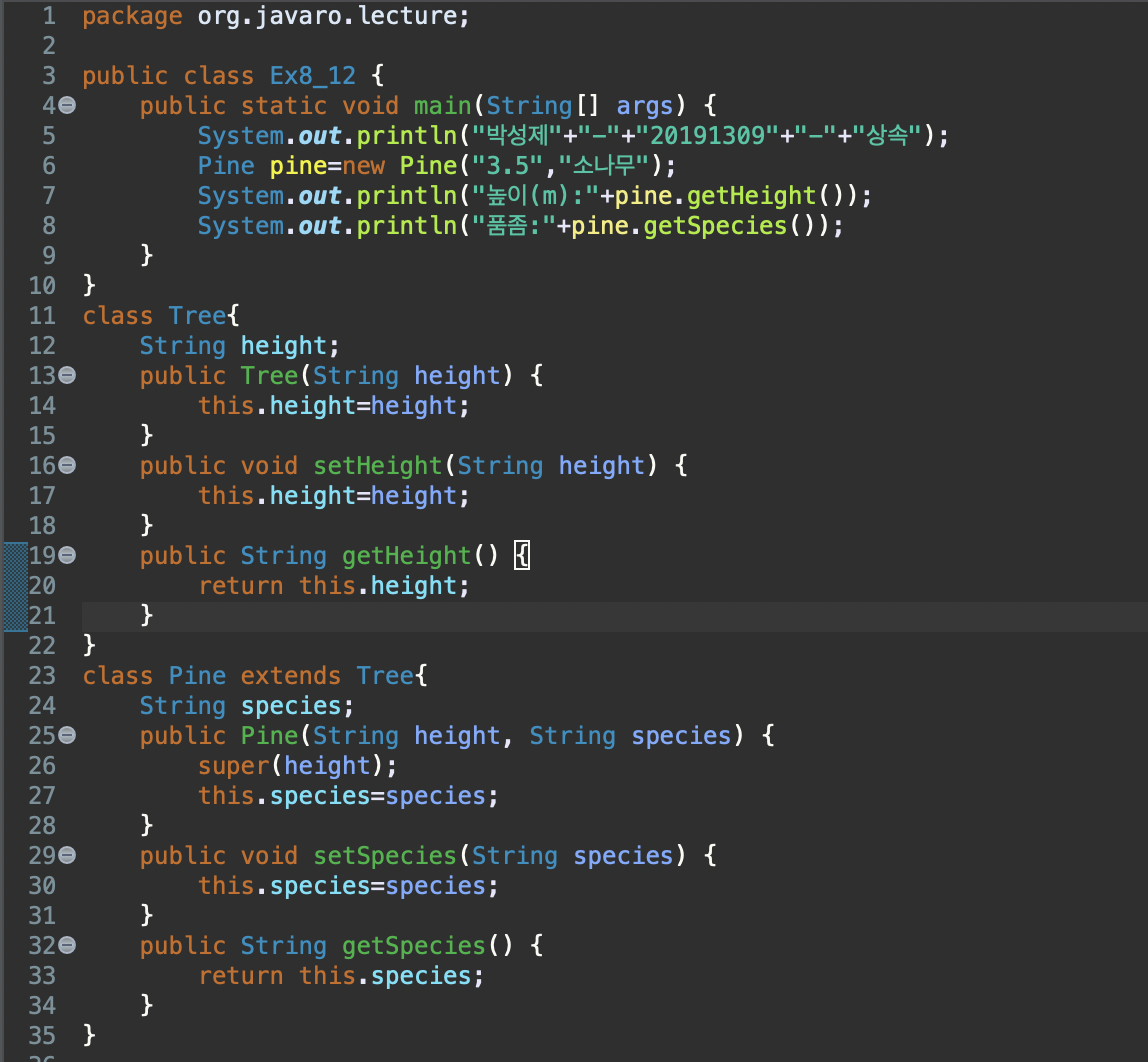 1 package org.javaro.lecture;
2
3 public class Ex8_12 {
4 public static void main(String[] args) {
5 System.out.println("박성제"+"-"+"20191309"+"-"+"상속");
6 Pine pine=new Pine("3.5","소나무");
7 System.out.println("높이(m):"+pine.getHeight());
8 System.out.println("품좀:"+pine.getSpecies());
9 }
10 }
11 class Tree{
12 String height;
13 public Tree(String height) {
14 this.height=height;
15 }
16 public void setHeight(String height) {
17 this.height=height;
18 }
19 public String getHeight() {
20 return this.height;
21 }
22 }
23 class Pine extends Tree{
24 String species;
25 public Pine(String height, String species) {
26 super(height);
27 this.species=species;
28 }
29 public void setSpecies(String species) {
30 this.species=species;
31 }
32 public String getSpecies() {
33 return this.species;
34 }
35 }